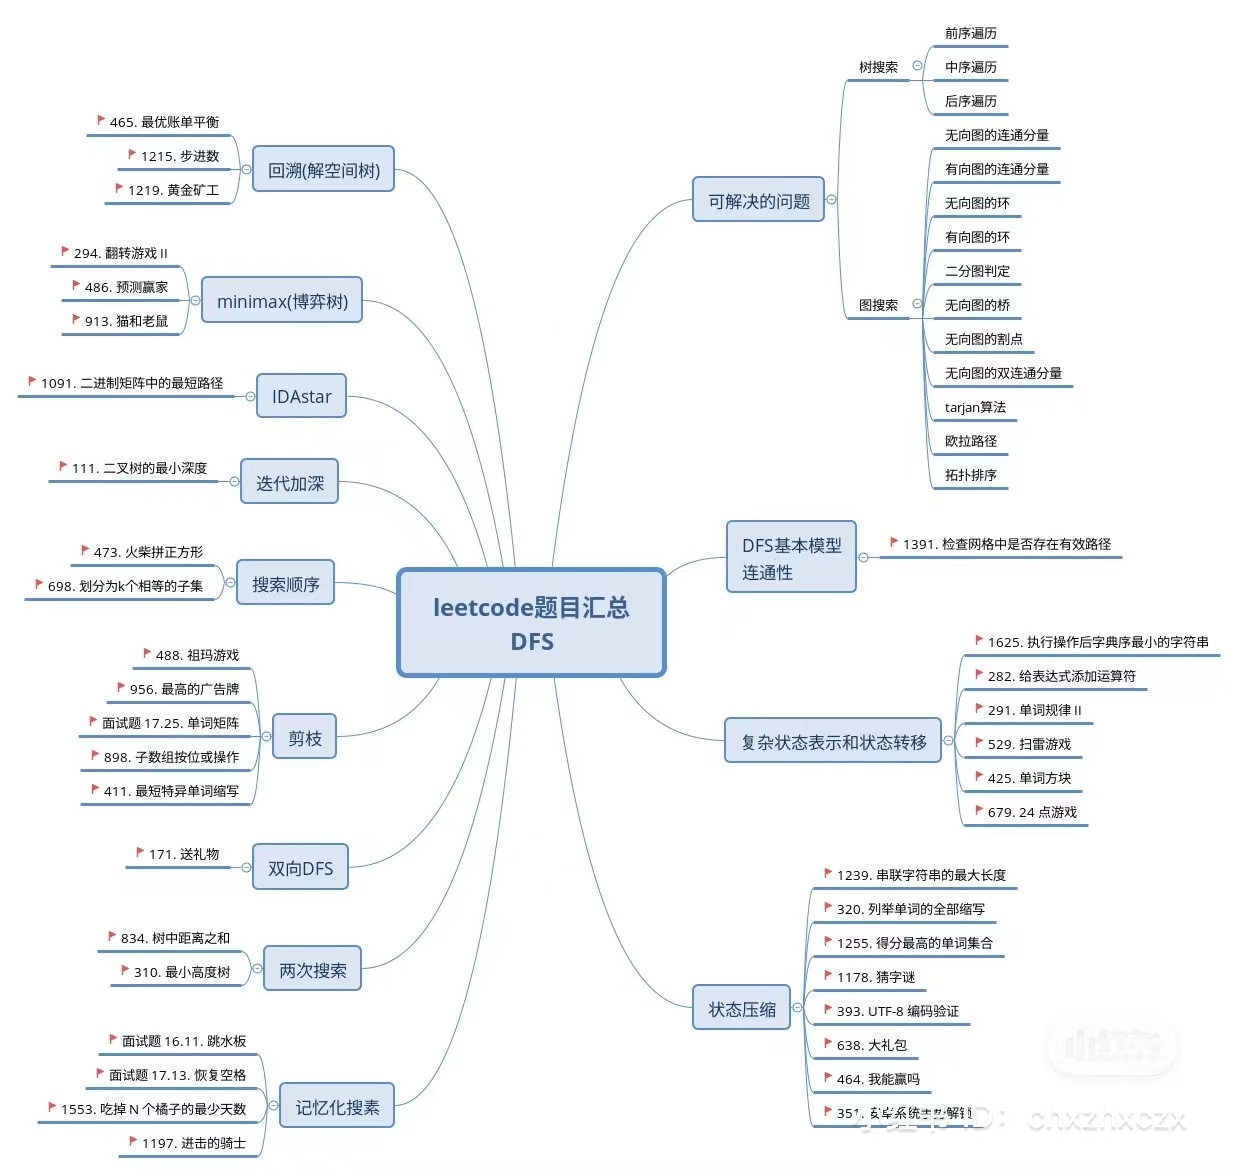 leetcode题目汇总
DFS
可解决的问题
树搜索
前序遍历
中序遍历
后序遍历
图搜索
无向图的连通分量
有向图的连通分量
无向图的环
有向图的环
二分图判定
无向图的桥
无向图的割点
无向图的双连通分量
tarjan算法
欧拉路径
拓扑排序
DFS基本模型
连通性
1391. 检查网格中是否存在有效路径
复杂状态表示和状态转移
1625. 执行操作后字典序最小的字符串
282. 给表达式添加运算符
291. 单词规律 II
529. 扫雷游戏
425. 单词方块
679. 24 点游戏
状态压缩
1239. 串联字符串的最大长度
320. 列举单词的全部缩写
1255. 得分最高的单词集合
1178. 猜字谜
393. UTF-8 编码验证
638. 大礼包
464. 我能赢吗
351. 安卓系统手势解锁
回溯(解空间树)
465. 最优账单平衡
1215. 步进数
1219. 黄金矿工
minimax(博弈树)
294. 翻转游戏 II
486. 预测赢家
913. 猫和老鼠
IDAstar
1091. 二进制矩阵中的最短路径
迭代加深
111. 二叉树的最小深度
搜索顺序
473. 火柴拼正方形
698. 划分为k个相等的子集
剪枝
488. 祖玛游戏
956. 最高的广告牌
面试题 17.25. 单词矩阵
898. 子数组按位或操作
411. 最短特异单词缩写
双向DFS
171. 送礼物
两次搜索
834. 树中距离之和
310. 最小高度树
记忆化搜素
面试题 16.11. 跳水板
面试题 17.13. 恢复空格
1553. 吃掉 N 个橘子的最少天数
1197. 进击的骑士
小红书
小红书 ID: cnxznxczx